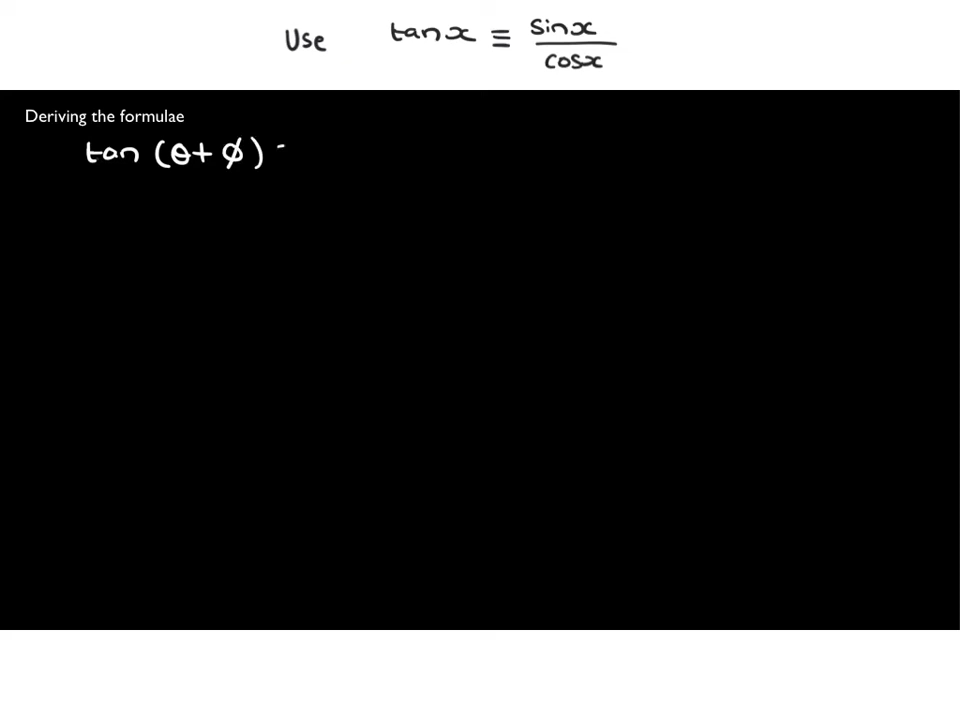 Use tan x ≡ sin x / cos x
Deriving the formulae
tan (θ + φ) -